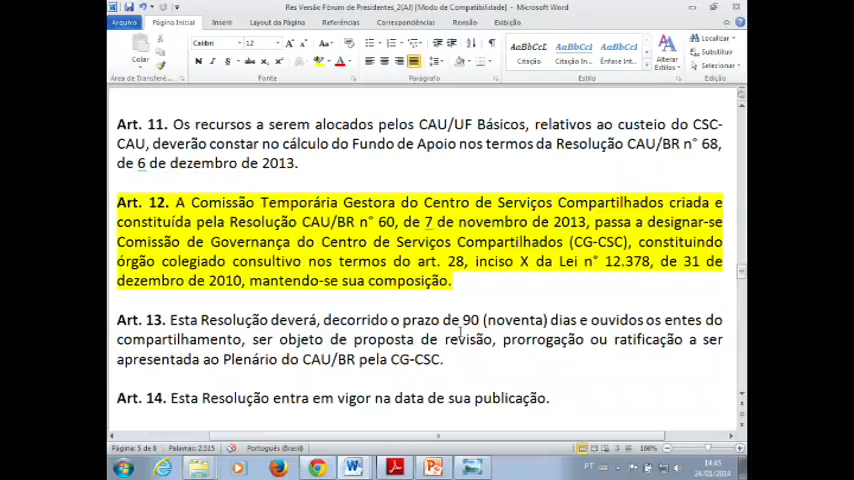 Res Versão Fórum de Presidentes_2(AJ) [Modo de Compatibilidade] - Microsoft Word
Arquivo Página Inicial Inserir Layout da Página Referências Correspondências Revisão Exibição
Calibri 12
Colar
AaBbCcL AaBbCcL AaBbCcL
Citação Citação In... Ênfase Int...
Alterar Estilos
Localizar
Substituir
Selecionar
Área de Transferê... Fonte Parágrafo Estilo Edição
Art. 11. Os recursos a serem alocados pelos CAU/UF Básicos, relativos ao custeio do CSC-
CAU, deverão constar no cálculo do Fundo de Apoio nos termos da Resolução CAU/BR n° 68,
de 6 de dezembro de 2013.
Art. 12. A Comissão Temporária Gestora do Centro de Serviços Compartilhados criada e
constituída pela Resolução CAU/BR n° 60, de 7 de novembro de 2013, passa a designar-se
Comissão de Governança do Centro de Serviços Compartilhados (CG-CSC), constituindo
órgão colegiado consultivo nos termos do art. 28, inciso X da Lei n° 12.378, de 31 de
dezembro de 2010, mantendo-se sua composição.
Art. 13. Esta Resolução deverá, decorrido o prazo de 90 (noventa) dias e ouvidos os entes do
compartilhamento, ser objeto de proposta de revisão, prorrogação ou ratificação a ser
apresentada ao Plenário do CAU/BR pela CG-CSC.
Art. 14. Esta Resolução entra em vigor na data de sua publicação.
Página: 5 de 8 Palavras: 2.315 Português (Brasil) 160%
PT 14:45
24/01/2014